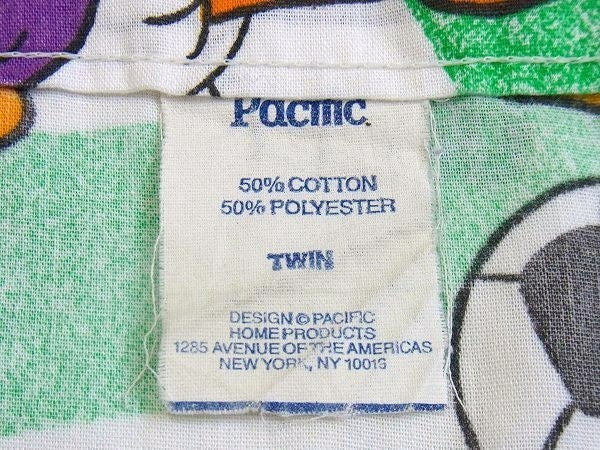 Pacific
50% COTTON
50% POLYESTER
TWIN
DESIGN © PACIFIC
HOME PRODUCTS
1285 AVENUE OF THE AMERICAS
NEW YORK, NY 10019